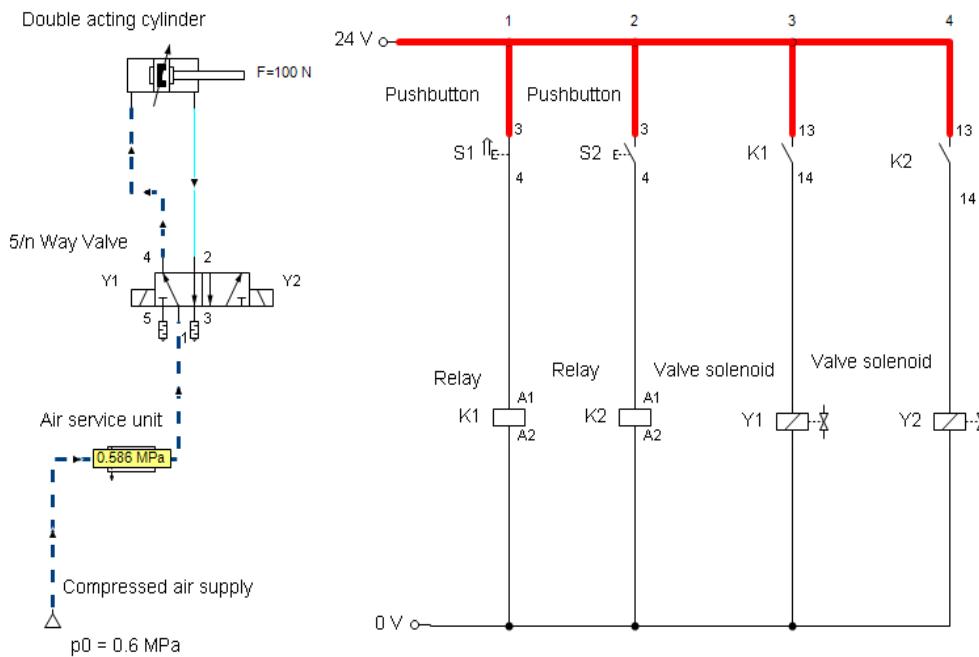 Double acting cylinder
F=100 N
5/n Way Valve
4 2
Y1 Y2
5 1 3
Air service unit
0.586 MPa
Compressed air supply
p0 = 0.6 MPa
1 2 3 4
24 V
Pushbutton Pushbutton
3 3 13 13
S1 S2 K1 K2
4 4 14 14
Relay Relay Valve solenoid Valve solenoid
A1 A1
K1 K2 Y1 Y2
A2 A2
0 V